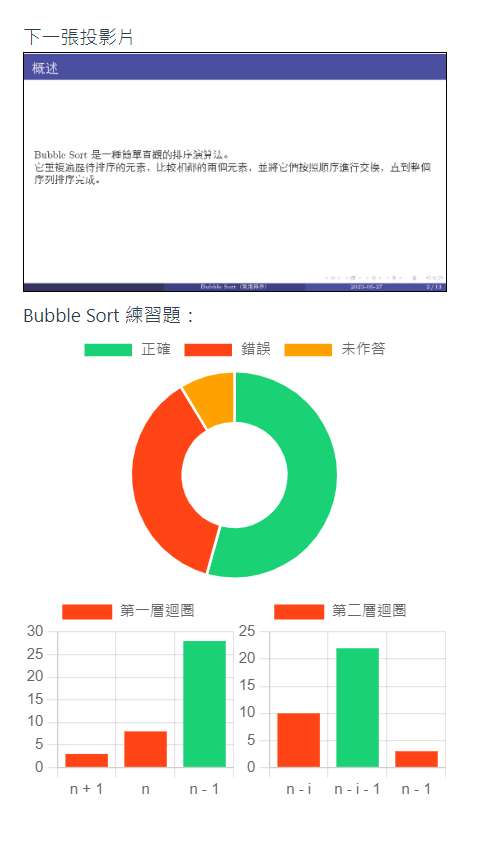 下一張投影片
概述
Bubble Sort 是一種簡單直觀的排序演算法。
它重複遍歷待排序的元素，比較相鄰的兩個元素，並將它們按照順序進行交換，直到整個
序列排序完成。
Bubble Sort (氣泡排序) 2023-05-27 2 / 13
Bubble Sort 練習題：
正確 錯誤 未作答
第一層迴圈
30
25
20
15
10
5
0
n + 1 n n - 1
第二層迴圈
25
20
15
10
5
0
n - i n - i - 1 n - 1